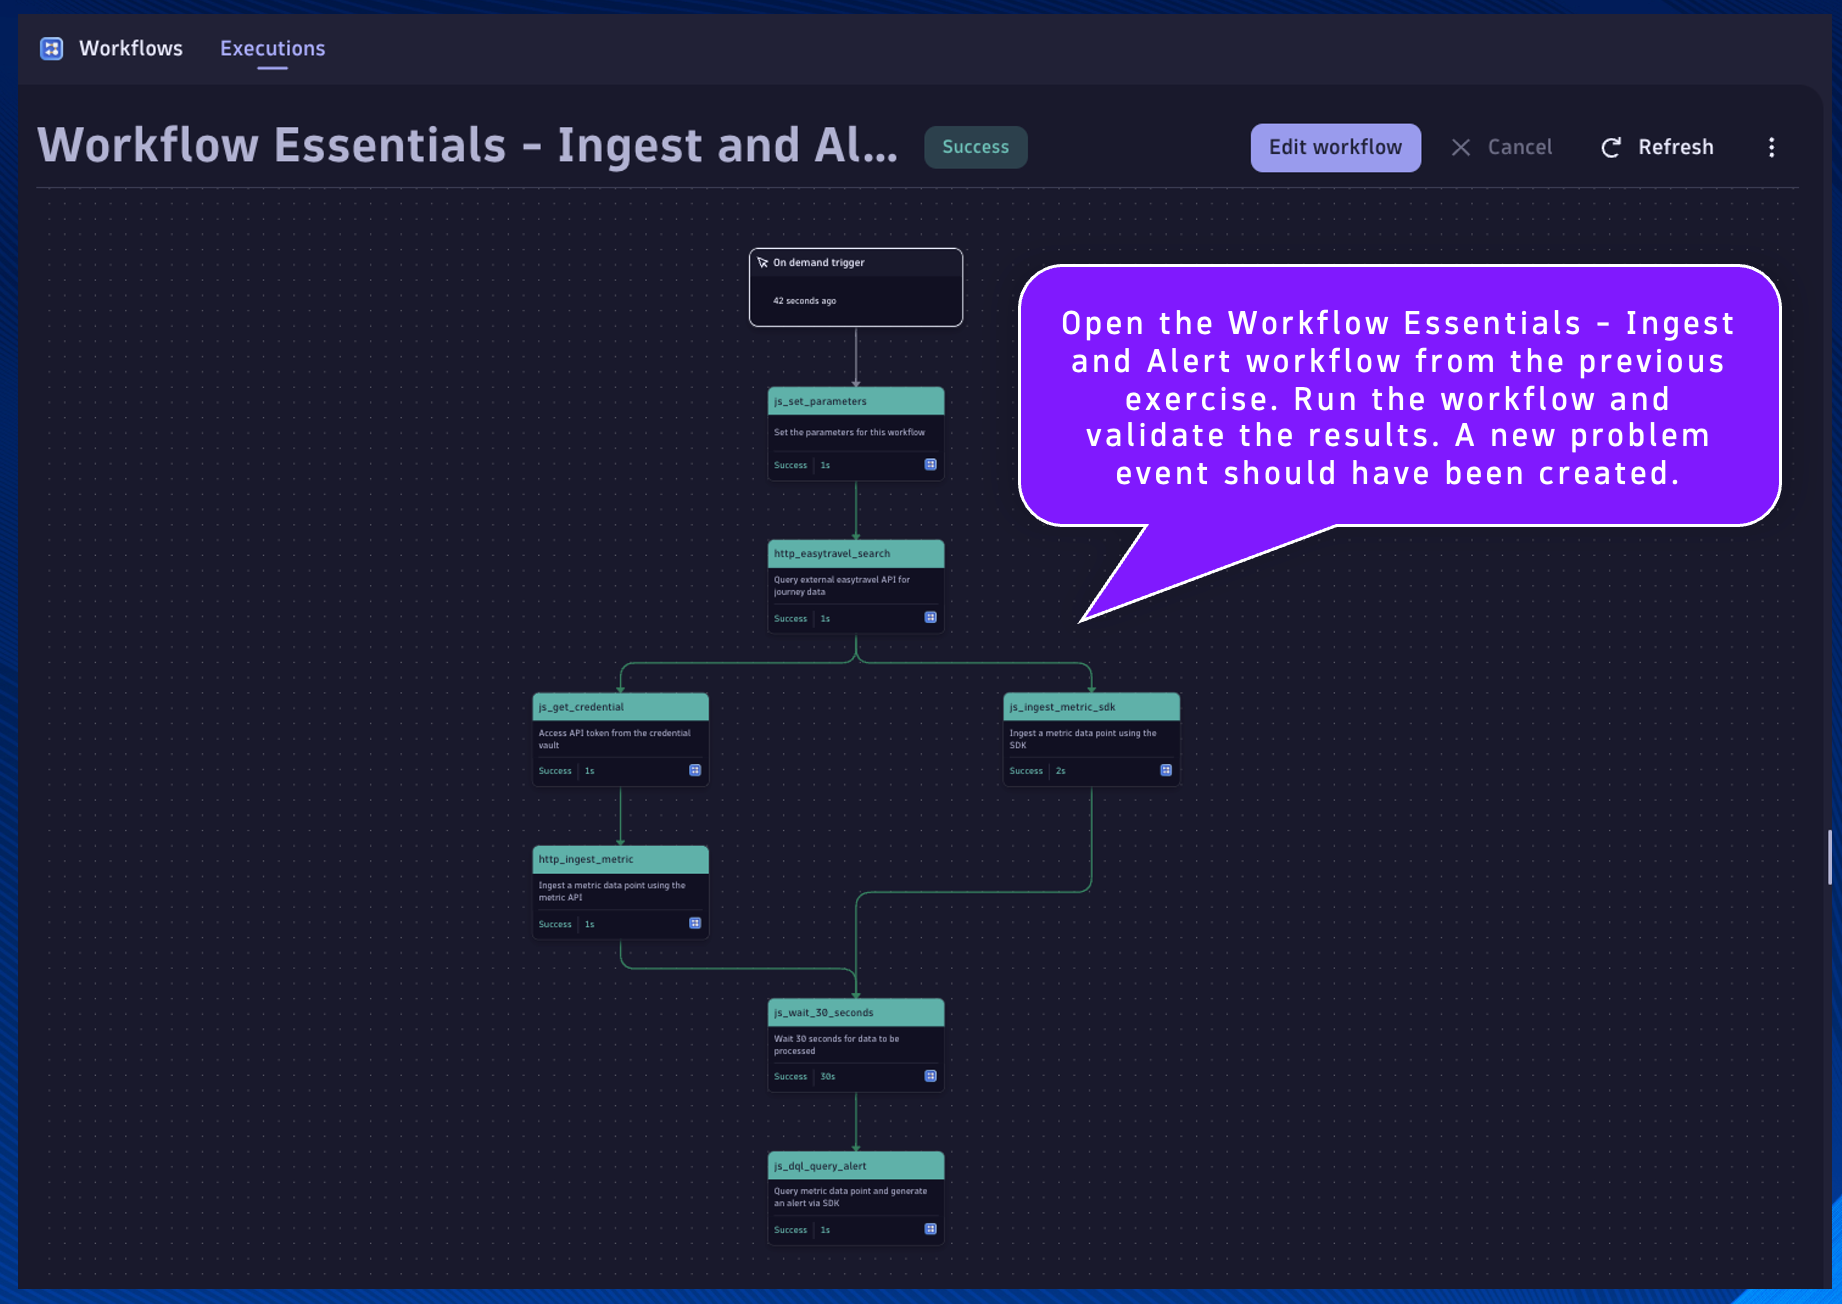 Workflows Executions
Workflow Essentials - Ingest and Al... Success Edit workflow Cancel Refresh
On demand trigger
42 seconds ago
Open the Workflow Essentials - Ingest
and Alert workflow from the previous
exercise. Run the workflow and
validate the results. A new problem
event should have been created.
js_set_parameters
Set the parameters for this workflow
Success 1s
http_easytravel_search
Query external easytravel API for
journey data
Success 1s
js_get_credential
Access API token from the credential
vault
Success 1s
js_ingest_metric_sdk
Ingest a metric data point using the
SDK
Success 2s
http_ingest_metric
Ingest a metric data point using the
metric API
Success 1s
js_wait_30_seconds
Wait 30 seconds for data to be
processed
Success 30s
js_dql_query_alert
Query metric data point and generate
an alert via SDK
Success 1s